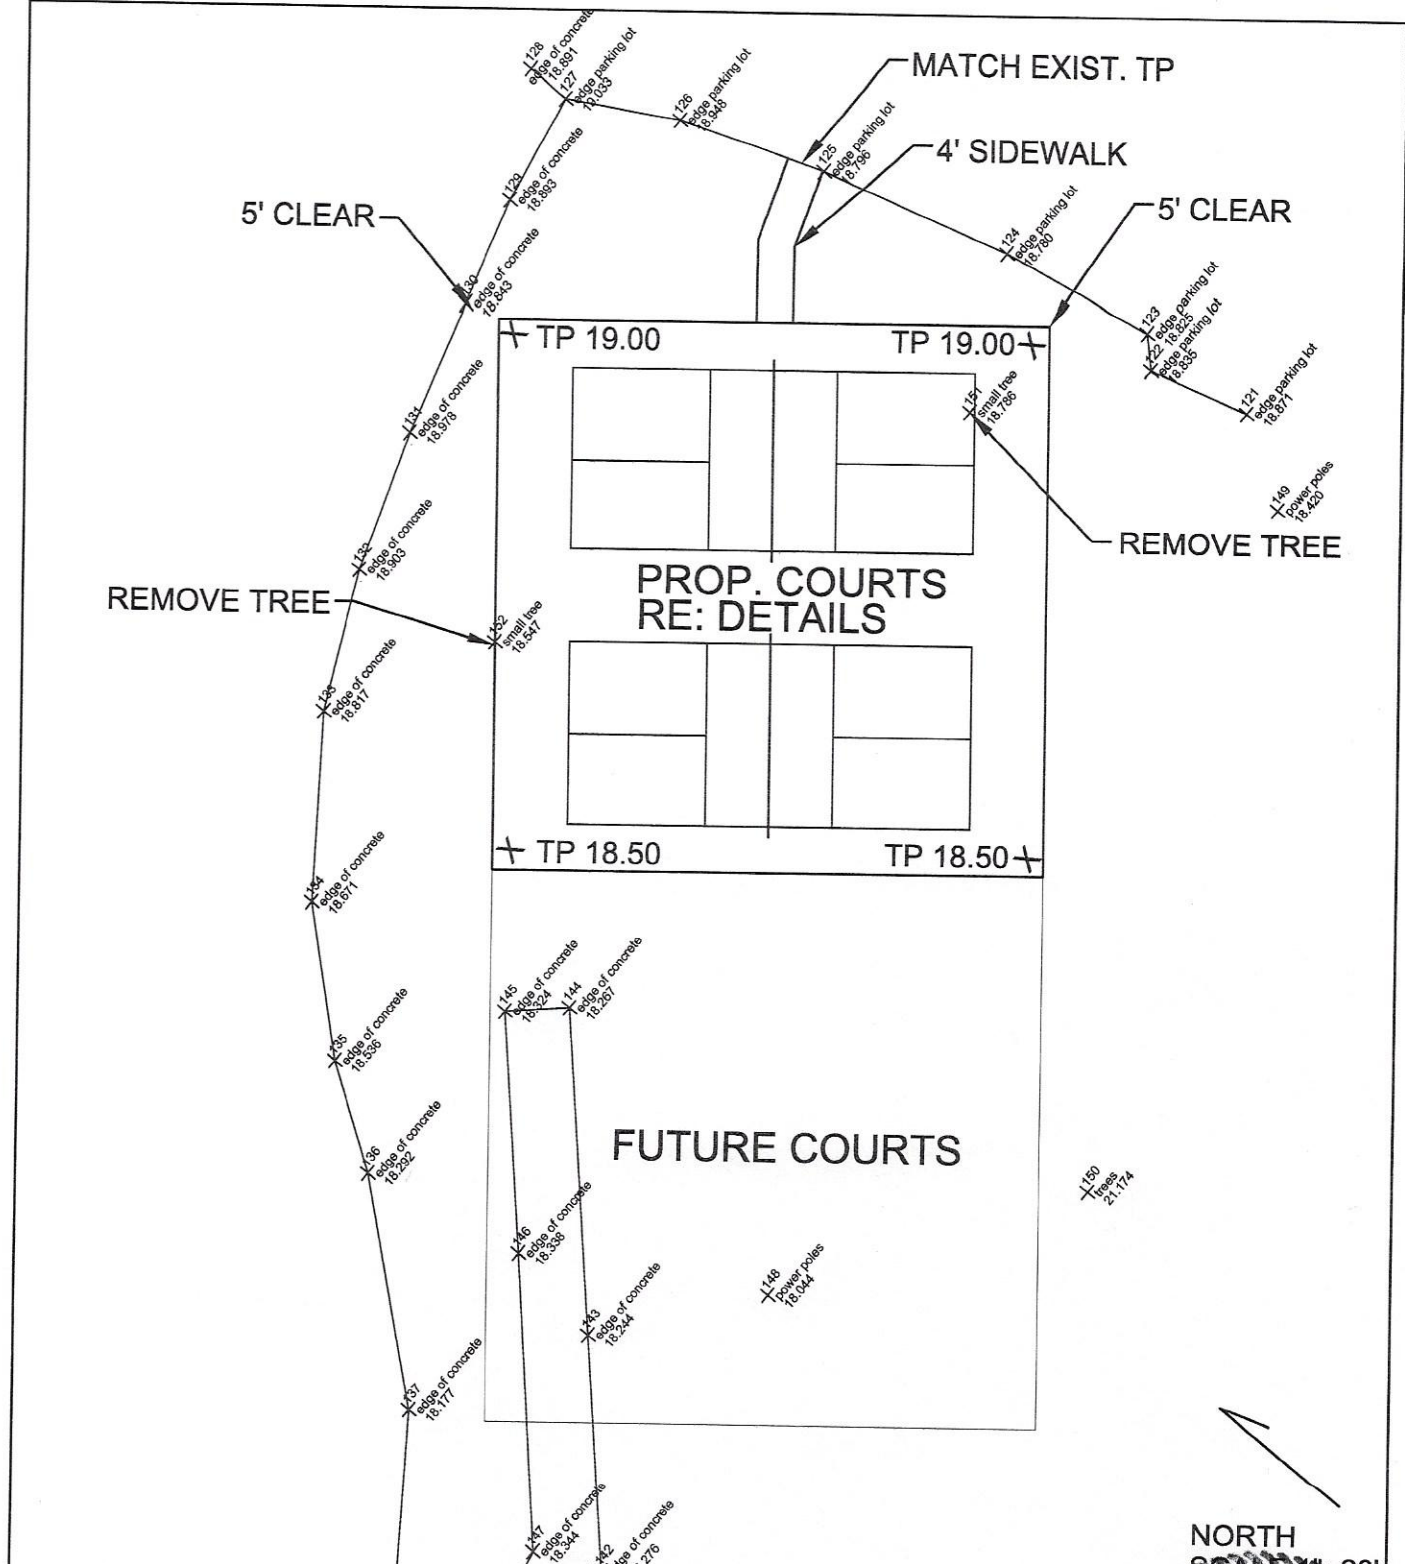 128
edge of concrete
18.891
127
edge parking lot
19.033
126
edge parking lot
18.948
MATCH EXIST. TP
125
edge parking lot
18.796
4' SIDEWALK
129
edge of concrete
18.893
5' CLEAR
5' CLEAR
124
edge parking lot
18.780
130
edge of concrete
18.843
123
edge parking lot
18.825
122
edge parking lot
18.835
TP 19.00
TP 19.00
121
edge parking lot
18.871
151
small tree
18.786
131
edge of concrete
18.978
149
power poles
18.420
REMOVE TREE
132
edge of concrete
18.903
PROP. COURTS
RE: DETAILS
REMOVE TREE
152
small tree
18.547
133
edge of concrete
18.817
TP 18.50
TP 18.50
134
edge of concrete
18.671
145
edge of concrete
18.324
144
edge of concrete
18.267
135
edge of concrete
18.536
FUTURE COURTS
136
edge of concrete
18.292
150
trees
21.174
146
edge of concrete
18.338
148
power poles
18.044
143
edge of concrete
18.244
137
edge of concrete
18.177
147
edge of concrete
18.344
142
edge of concrete
NORTH